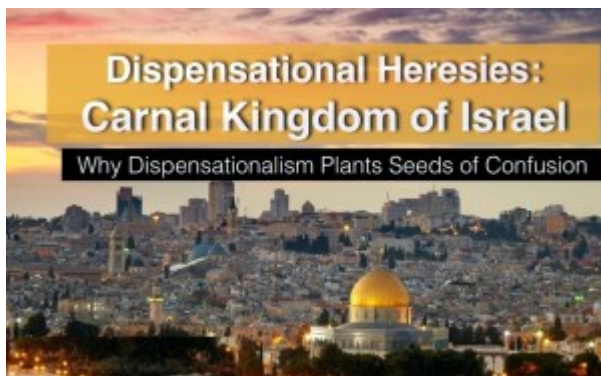 Dispensational Heresies:
Carnal Kingdom of Israel
Why Dispensationalism Plants Seeds of Confusion